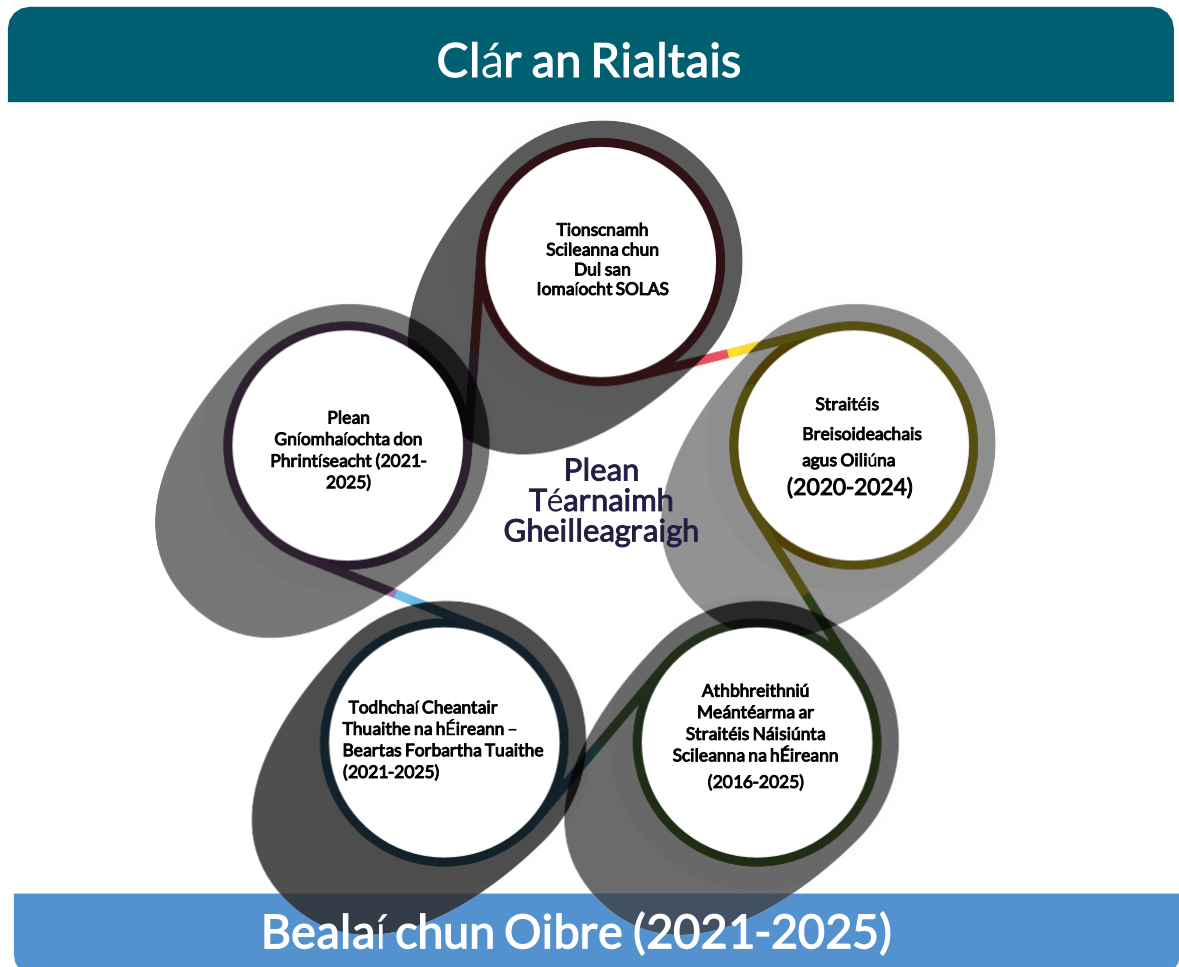 Clár an Rialtais
Tionscnamh
Scileanna chun
Dul san
Iomaíocht SOLAS
Plean
Gníomhaíochta don
Phrintíseacht (2021-
2025)
Straitéis
Breisoideachais
agus Oiliúna
(2020-2024)
Plean
Téarnaimh
Gheilleagraigh
Todhchaí Cheantair
Thuaithe na hÉireann –
Beartas Forbartha Tuaithe
(2021-2025)
Athbhreithniú
Meántéarma ar
Straitéis Náisiúnta
Scileanna na hÉireann
(2016-2025)
Bealaí chun Oibre (2021-2025)